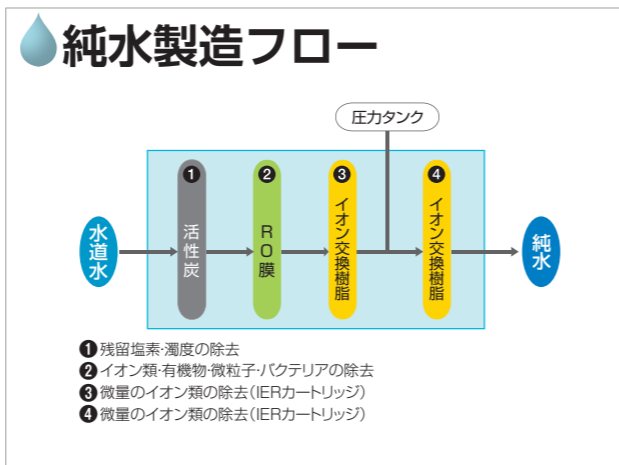 純水製造フロー
圧力タンク
水道水
❶
活性炭
❷
RO膜
❸
イオン交換樹脂
❹
イオン交換樹脂
純水
❶残留塩素・濁度の除去
❷イオン類・有機物・微粒子・バクテリアの除去
❸微量のイオン類の除去(IERカートリッジ)
❹微量のイオン類の除去(IERカートリッジ)